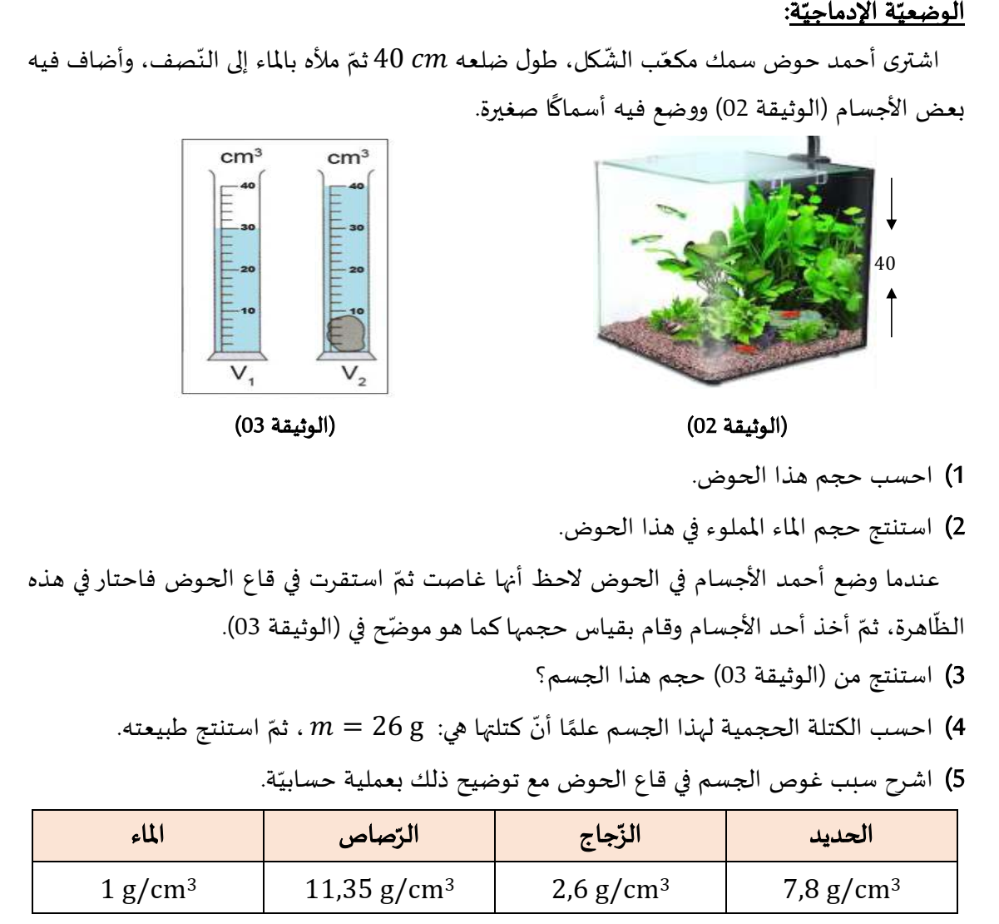 الوضعيّة الإدماجيّة:
اشترى أحمد حوض سمك مكعّب الشّكل، طول ضلعه 40 cm ثمّ ملأه بالماء إلى النّصف، وأضاف فيه
بعض الأجسام (الوثيقة 02) ووضع فيه أسماكًا صغيرة.
cm³ cm³
40 40
30 30
20 20
10 10
V₁ V₂
40
(الوثيقة 02)
(الوثيقة 03)
1) احسب حجم هذا الحوض.
2) استنتج حجم الماء المملوء في هذا الحوض.
عندما وضع أحمد الأجسام في الحوض لاحظ أنها غاصت ثمّ استقرت في قاع الحوض فاحتار في هذه
الظّاهرة، ثمّ أخذ أحد الأجسام وقام بقياس حجمها كما هو موضّح في (الوثيقة 03).
3) استنتج من (الوثيقة 03) حجم هذا الجسم؟
4) احسب الكتلة الحجمية لهذا الجسم علمًا أنّ كتلتها هي: m = 26 g ، ثمّ استنتج طبيعته.
5) اشرح سبب غوص الجسم في قاع الحوض مع توضيح ذلك بعملية حسابيّة.
الحديد الزّجاج الرّصاص الماء
7,8 g/cm³ 2,6 g/cm³ 11,35 g/cm³ 1 g/cm³